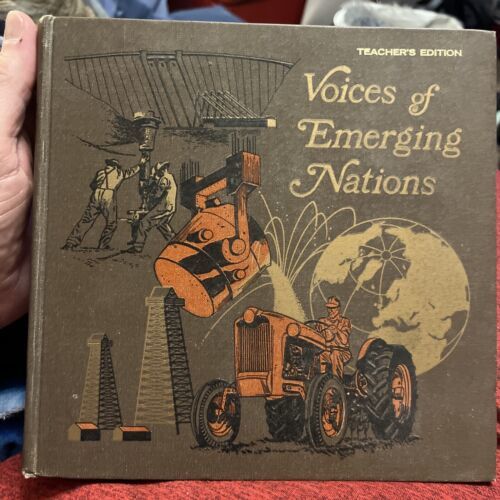 TEACHER'S EDITION
Voices of
Emerging
Nations